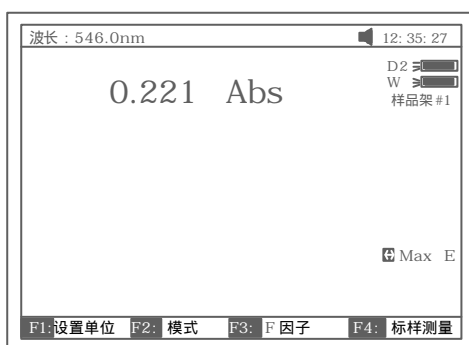 波长：546.0nm 12: 35: 27
D2
0.221 Abs
W
样品架 #1
Max E
F1:设置单位 F2: 模式 F3: F 因子 F4: 标样测量